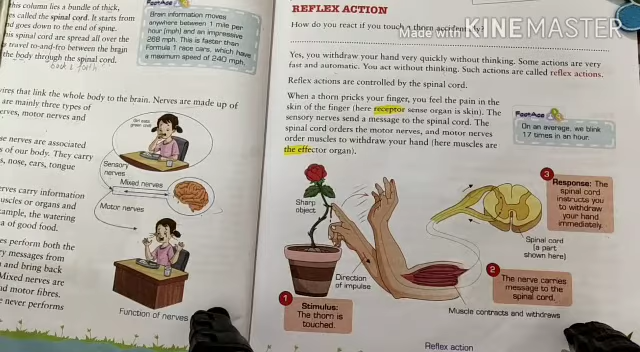 his column lies a bundle of thick,
called the spinal cord. It starts from
nd goes down to the end of spine.
his spinal cord are spread all over the
travel to-and-fro between the brain
the body through the spinal cord.
back & forth
FactAce
Brain information moves
anywhere between 1 mile per
hour (mph) and an impressive
268 mph. This is faster than
Formula 1 race cars, which have
a maximum speed of 240 mph.
vires that link the whole body to the brain. Nerves are made up of
are mainly three types of
erves, motor nerves and
se nerves are associated
of our body. They carry
s, nose, ears, tongue
erves carry information
uscles or organs and
ample, the watering
a of good food.
es perform both the
y messages from
and bring back
Mixed nerves are
nd motor fibres.
e never performs
Sensory
nerves
Mixed nerves
Motor nerves
Function of nerves
Made with KINEMASTER
REFLEX ACTION
How do you react if you touch a thorn
Yes, you withdraw your hand very quickly without thinking. Some actions are very
fast and automatic. You act without thinking. Such actions are called reflex actions.
Reflex actions are controlled by the spinal cord.
When a thorn pricks your finger, you feel the pain in the
skin of the finger (here receptor sense organ is skin). The
sensory nerves send a message to the spinal cord. The
spinal cord orders the motor nerves, and motor nerves
order muscles to withdraw your hand (here muscles are
the effector organ).
FactAce
On an average, we blink
17 times in an hour.
Sharp
object
Direction
of impulse
1
Stimulus:
The thorn is
touched.
2
The nerve carries
message to the
spinal cord.
3
Response: The
spinal cord
instructs you
to withdraw
your hand
immediately.
Spinal cord
(a part
shown here)
Muscle contracts and withdraws
Reflex action